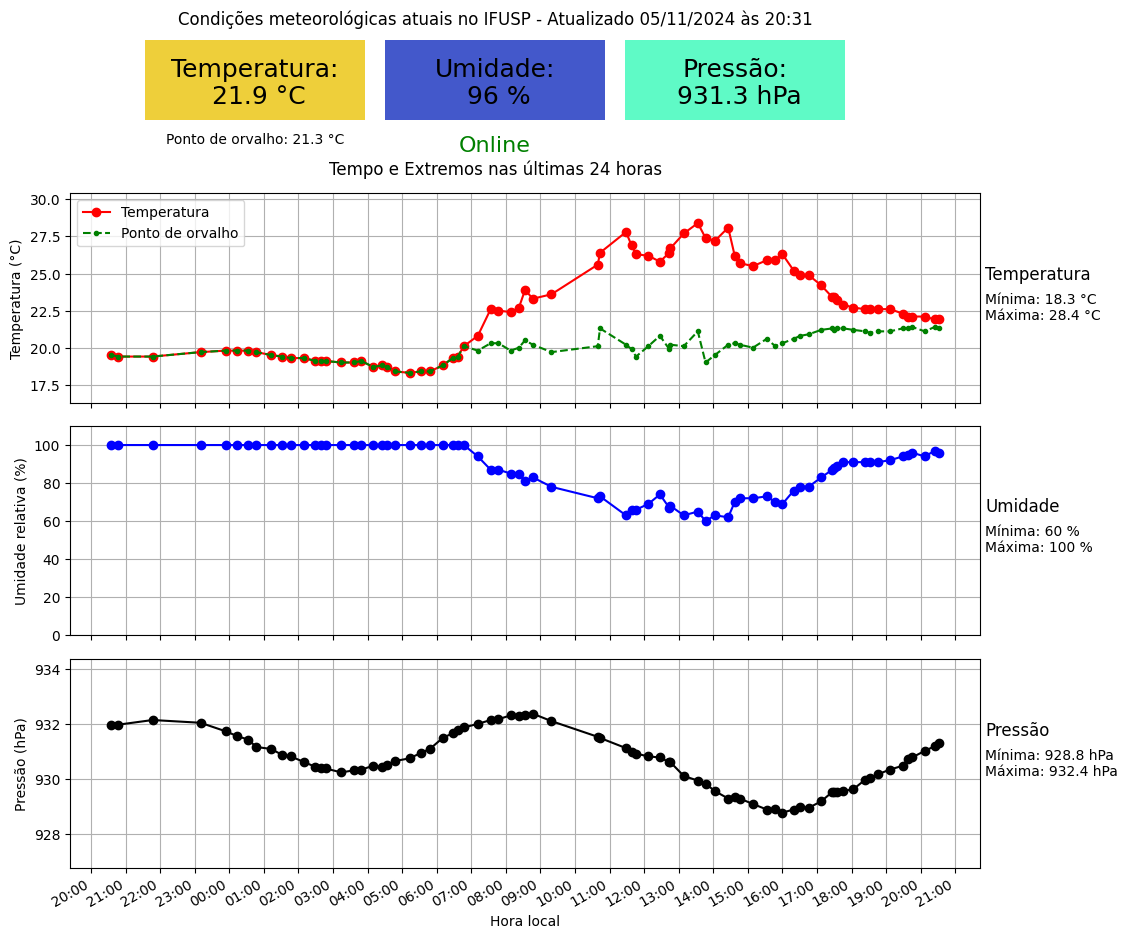 Condições meteorológicas atuais no IFUSP - Atualizado 05/11/2024 às 20:31
Temperatura:
21.9 °C
Umidade:
96 %
Pressão:
931.3 hPa
Ponto de orvalho: 21.3 °C
Online
Tempo e Extremos nas últimas 24 horas
Temperatura (°C)
30.0
27.5
25.0
22.5
20.0
17.5
Temperatura
Ponto de orvalho
Temperatura
Mínima: 18.3 °C
Máxima: 28.4 °C
Umidade relativa (%)
100
80
60
40
20
0
Umidade
Mínima: 60 %
Máxima: 100 %
Pressão (hPa)
934
932
930
928
Pressão
Mínima: 928.8 hPa
Máxima: 932.4 hPa
20:00 21:00 22:00 23:00 00:00 01:00 02:00 03:00 04:00 05:00 06:00 07:00 08:00 09:00 10:00 11:00 12:00 13:00 14:00 15:00 16:00 17:00 18:00 19:00 20:00 21:00
Hora local